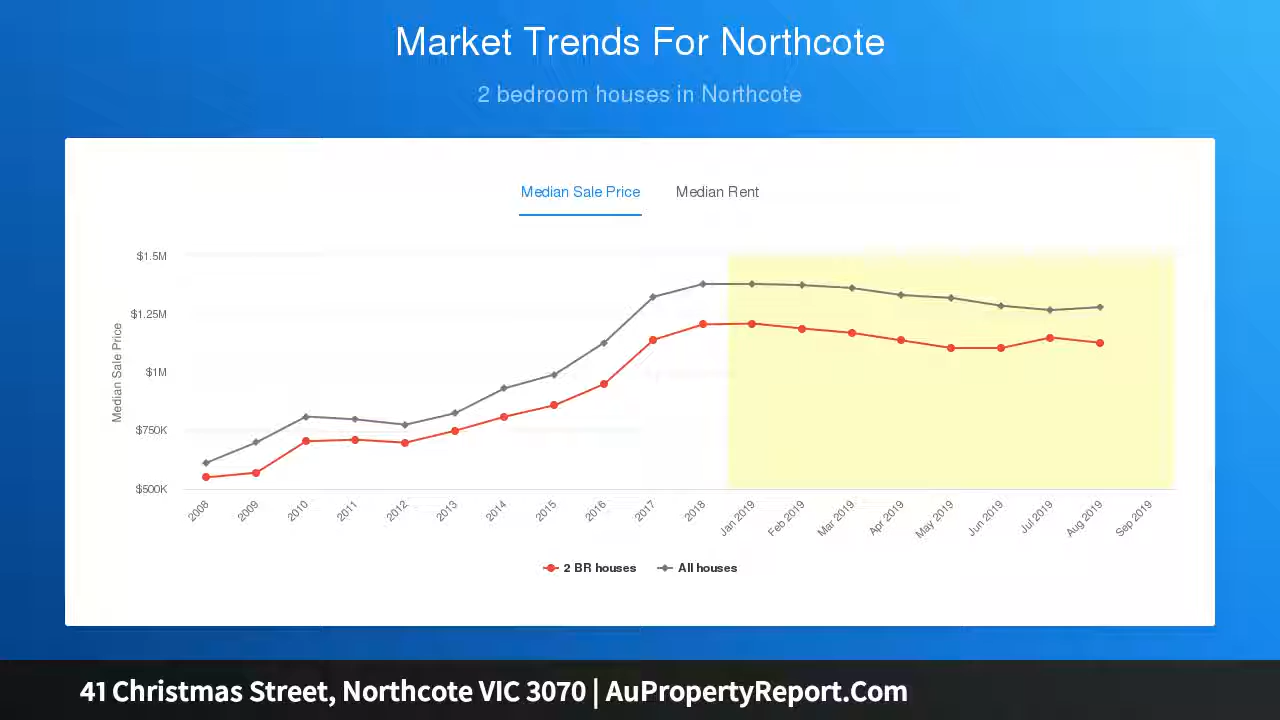 Market Trends For Northcote
2 bedroom houses in Northcote
Median Sale Price Median Rent
Median Sale Price
$1.5M
$1.25M
$1M
$750K
$500K
2008 2009 2010 2011 2012 2013 2014 2015 2016 2017 2018 Jan 2019 Feb 2019 Mar 2019 Apr 2019 May 2019 Jun 2019 Jul 2019 Aug 2019 Sep 2019
2 BR houses All houses
41 Christmas Street, Northcote VIC 3070 | AuPropertyReport.Com